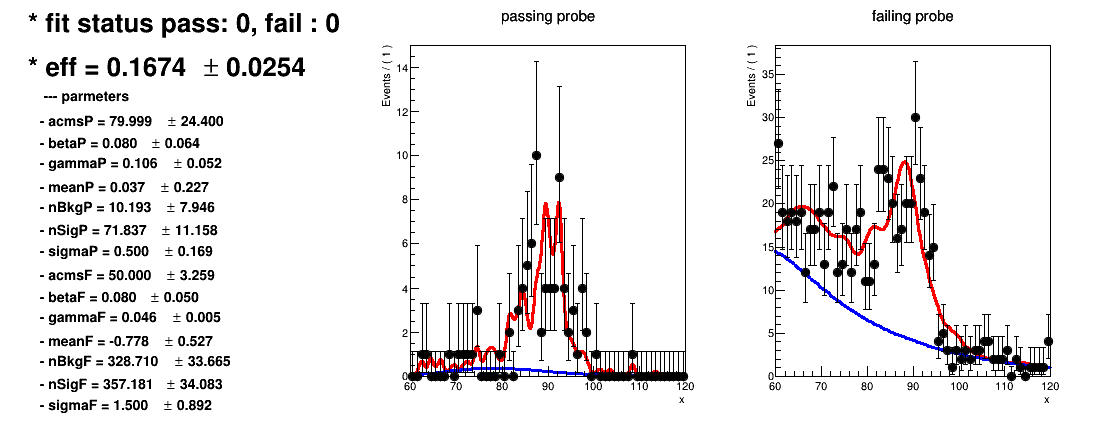 * fit status pass: 0, fail : 0
* eff = 0.1674 ± 0.0254
--- parmeters
- acmsP = 79.999 ± 24.400
- betaP = 0.080 ± 0.064
- gammaP = 0.106 ± 0.052
- meanP = 0.037 ± 0.227
- nBkgP = 10.193 ± 7.946
- nSigP = 71.837 ± 11.158
- sigmaP = 0.500 ± 0.169
- acmsF = 50.000 ± 3.259
- betaF = 0.080 ± 0.050
- gammaF = 0.046 ± 0.005
- meanF = -0.778 ± 0.527
- nBkgF = 328.710 ± 33.665
- nSigF = 357.181 ± 34.083
- sigmaF = 1.500 ± 0.892
passing probe
Events / ( 1 )
14
12
10
8
6
4
2
0
60 70 80 90 100 110 120
x
failing probe
Events / ( 1 )
35
30
25
20
15
10
5
0
60 70 80 90 100 110 120
x